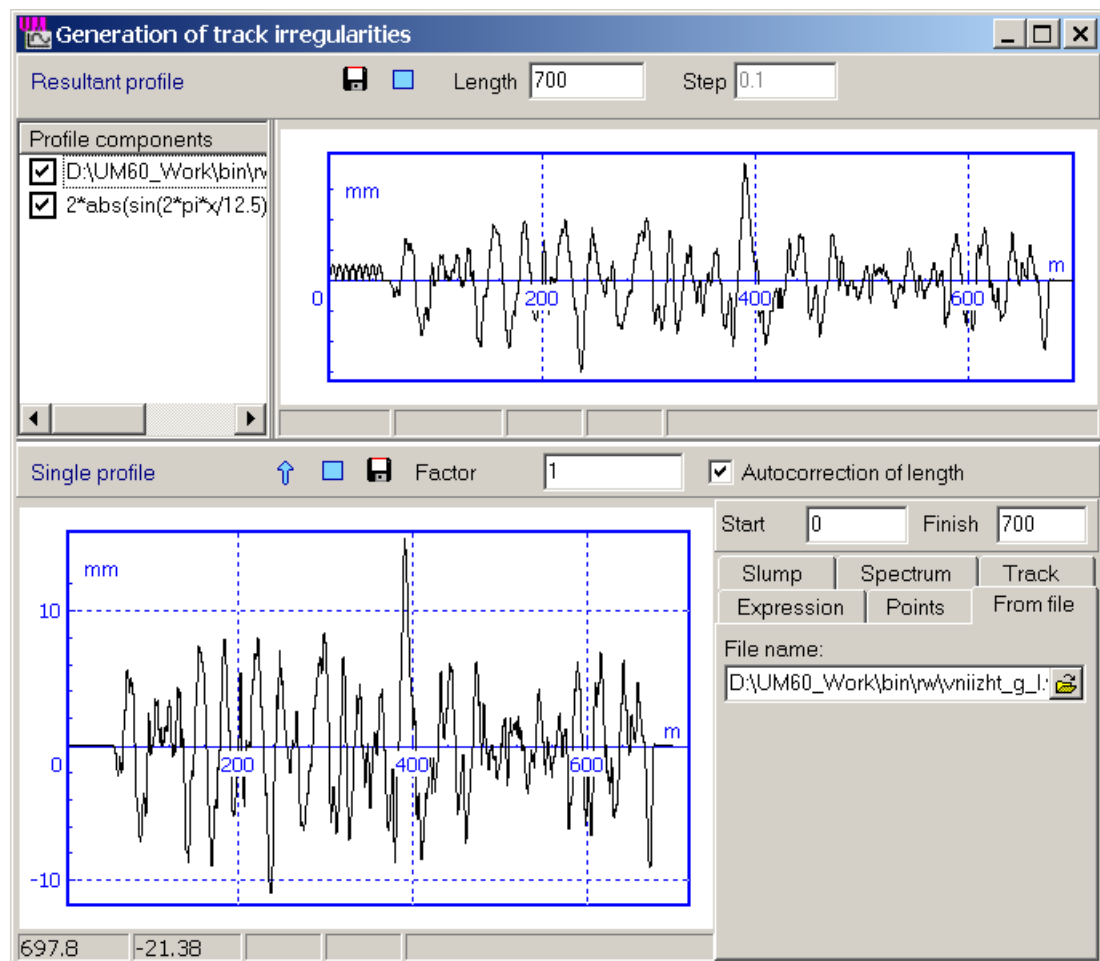 UM Generation of track irregularities
Resultant profile Length 700 Step 0.1
Profile components
D:\UM60_Work\bin\rw
2*abs(sin(2*pi*x/12.5)
mm
m
0 200 400 600
Single profile Factor 1 Autocorrection of length
Start 0 Finish 700
Slump Spectrum Track
Expression Points From file
File name:
D:\UM60_Work\bin\rw\vniizht_g_l.
mm
10
m
0 200 400 600
-10
697.8 -21.38